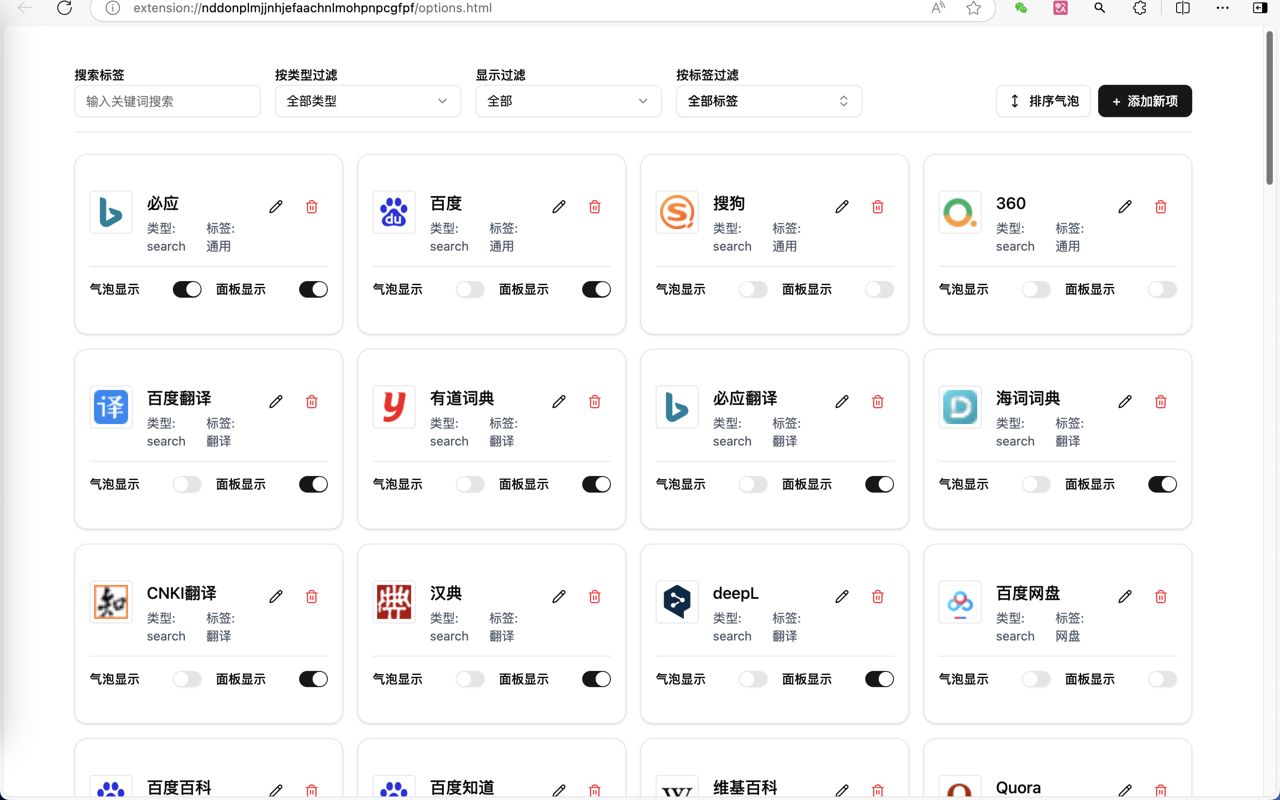 extension://nddonplmjjnhjefaachnlmohpnpcgfpf/options.html
搜索标签 按类型过滤 显示过滤 按标签过滤
输入关键词搜索 全部类型 全部 全部标签 排序气泡 + 添加新项
必应 百度 搜狗 360
类型: 标签: 类型: 标签: 类型: 标签: 类型: 标签:
search 通用 search 通用 search 通用 search 通用
气泡显示 面板显示 气泡显示 面板显示 气泡显示 面板显示 气泡显示 面板显示
百度翻译 有道词典 必应翻译 海词词典
类型: 标签: 类型: 标签: 类型: 标签: 类型: 标签:
search 翻译 search 翻译 search 翻译 search 翻译
气泡显示 面板显示 气泡显示 面板显示 气泡显示 面板显示 气泡显示 面板显示
CNKI翻译 汉典 deepL 百度网盘
类型: 标签: 类型: 标签: 类型: 标签: 类型: 标签:
search 翻译 search 翻译 search 翻译 search 网盘
气泡显示 面板显示 气泡显示 面板显示 气泡显示 面板显示 气泡显示 面板显示
百度百科 百度知道 维基百科 Quora